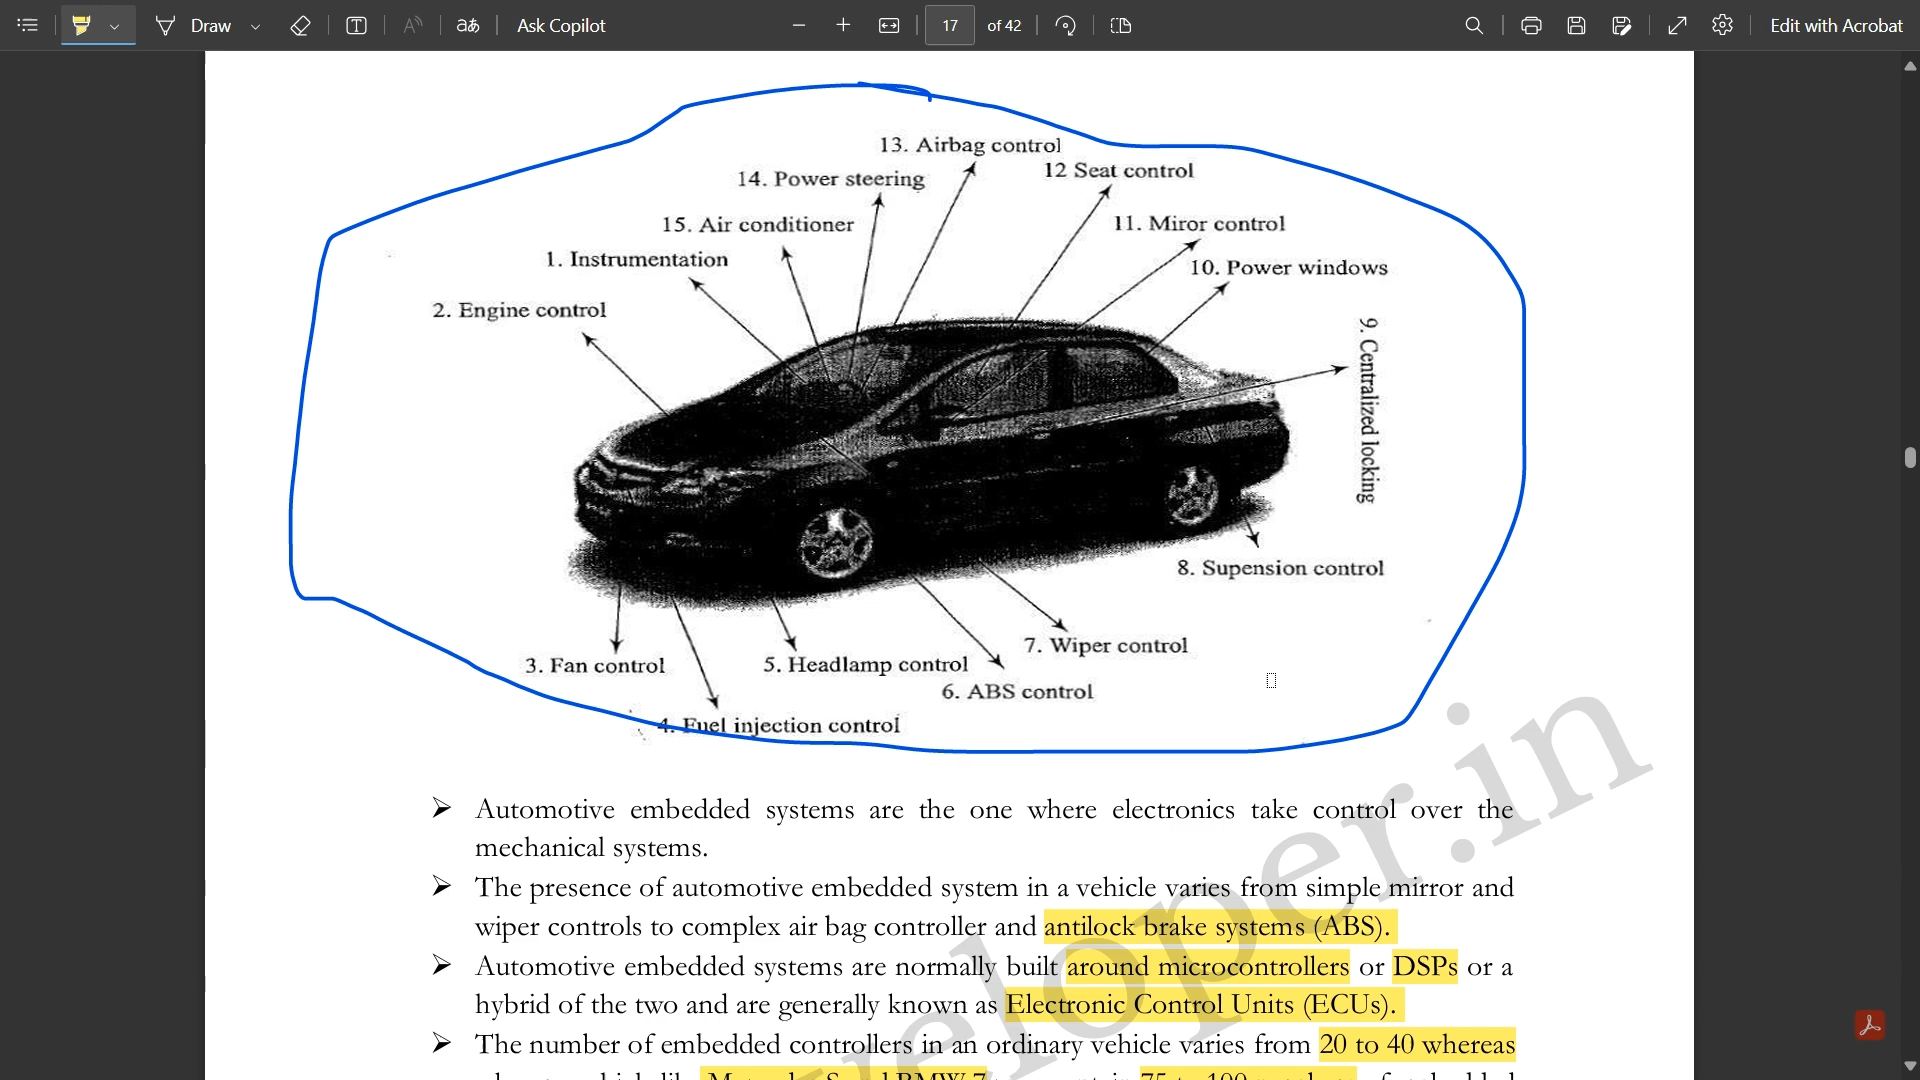 Draw
Ask Copilot
17 of 42
Edit with Acrobat
13. Airbag control
12 Seat control
14. Power steering
15. Air conditioner
11. Miror control
1. Instrumentation
10. Power windows
2. Engine control
9. Centralized locking
8. Supension control
7. Wiper control
3. Fan control
5. Headlamp control
6. ABS control
4. Fuel injection control
➢ Automotive embedded systems are the one where electronics take control over the
mechanical systems.
➢ The presence of automotive embedded system in a vehicle varies from simple mirror and
wiper controls to complex air bag controller and antilock brake systems (ABS).
➢ Automotive embedded systems are normally built around microcontrollers or DSPs or a
hybrid of the two and are generally known as Electronic Control Units (ECUs).
➢ The number of embedded controllers in an ordinary vehicle varies from 20 to 40 whereas
75 to 100
veloper.in